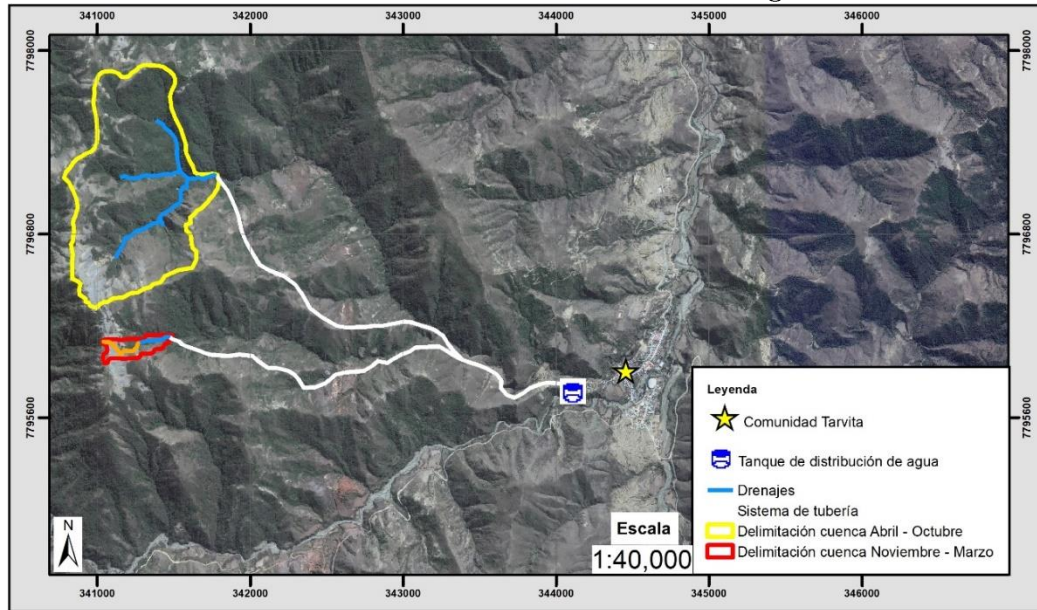 341000 342000 343000 344000 345000 346000
7798000 7798000
7796800 7796800
7795600 7795600
Leyenda
Comunidad Tarvita
Tanque de distribución de agua
Drenajes
Sistema de tubería
Delimitación cuenca Abril - Octubre
Delimitación cuenca Noviembre - Marzo
N
Escala
1:40,000
341000 342000 343000 344000 345000 346000